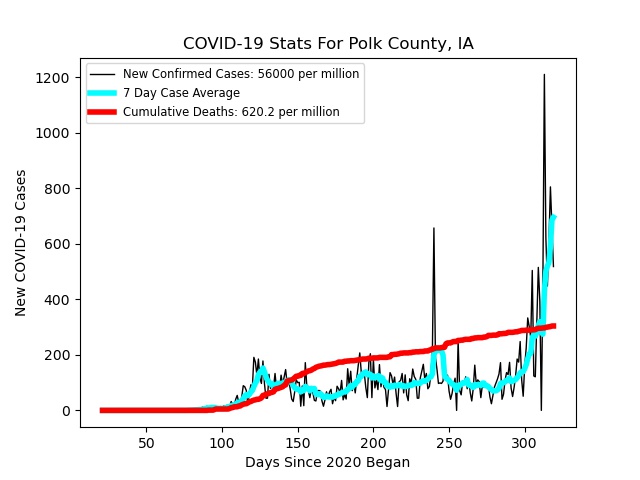 COVID-19 Stats For Polk County, IA
New Confirmed Cases: 56000 per million
7 Day Case Average
Cumulative Deaths: 620.2 per million
New COVID-19 Cases
1200
1000
800
600
400
200
0
50 100 150 200 250 300
Days Since 2020 Began